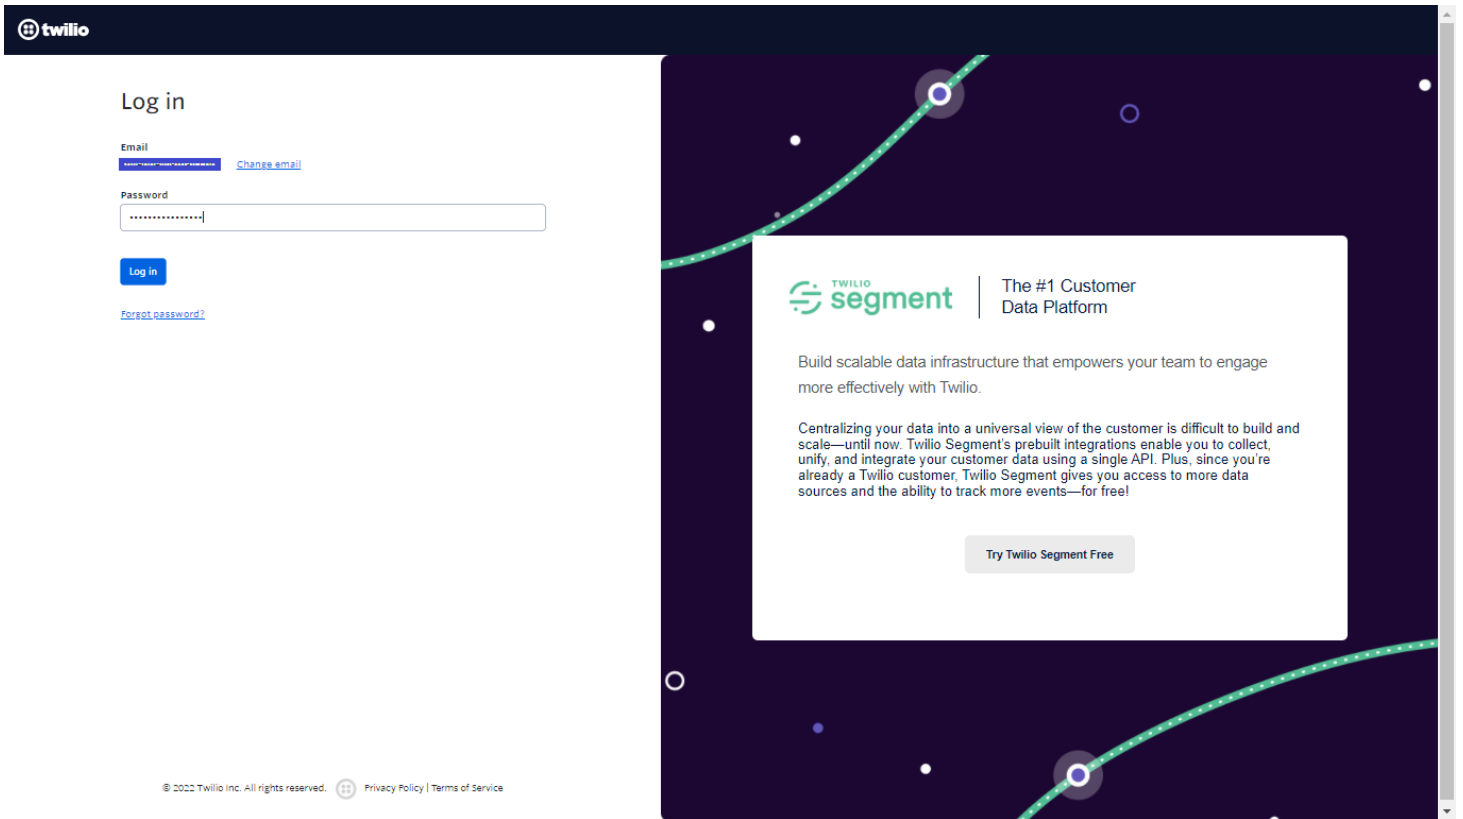 twilio
Log in
Email
Change email
Password
Log in
Forgot password?
© 2022 Twilio Inc. All rights reserved.
Privacy Policy | Terms of Service
TWILIO
segment
The #1 Customer
Data Platform
Build scalable data infrastructure that empowers your team to engage
more effectively with Twilio.
Centralizing your data into a universal view of the customer is difficult to build and
scale—until now. Twilio Segment's prebuilt integrations enable you to collect,
unify, and integrate your customer data using a single API. Plus, since you're
already a Twilio customer, Twilio Segment gives you access to more data
sources and the ability to track more events—for free!
Try Twilio Segment Free